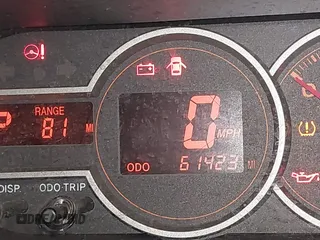 RANGE
P 81 MI
0 MPH
ODO 61423 MI
DISP. ODO·TRIP